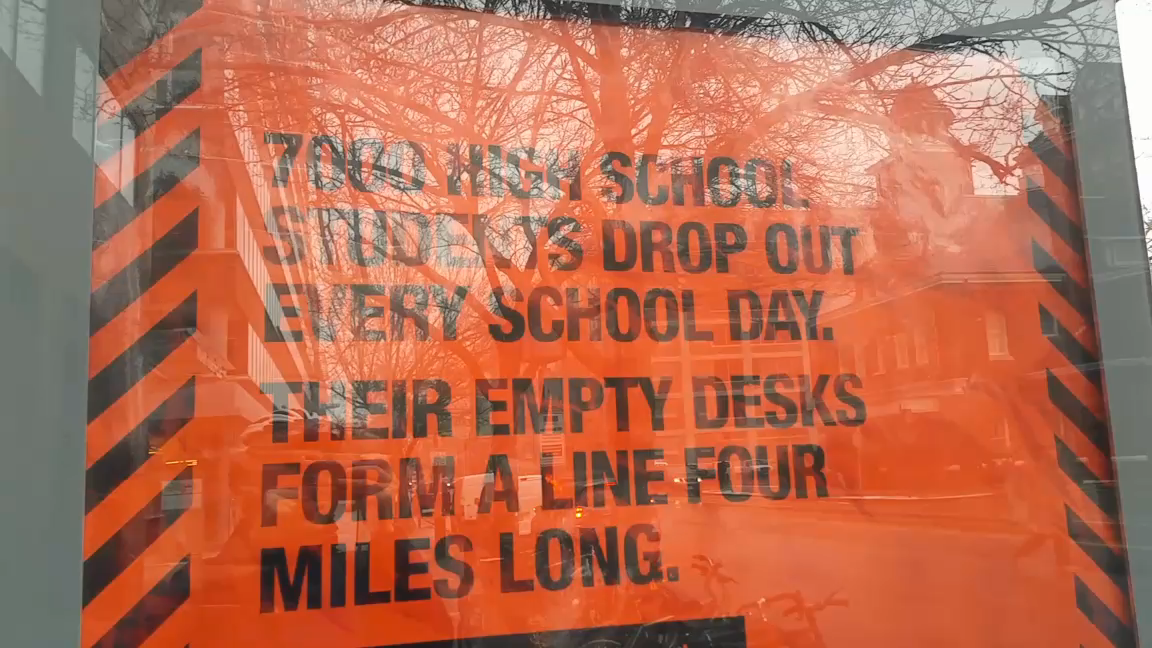 7000 HIGH SCHOOL
STUDENTS DROP OUT
EVERY SCHOOL DAY.
THEIR EMPTY DESKS
FORM A LINE FOUR
MILES LONG.